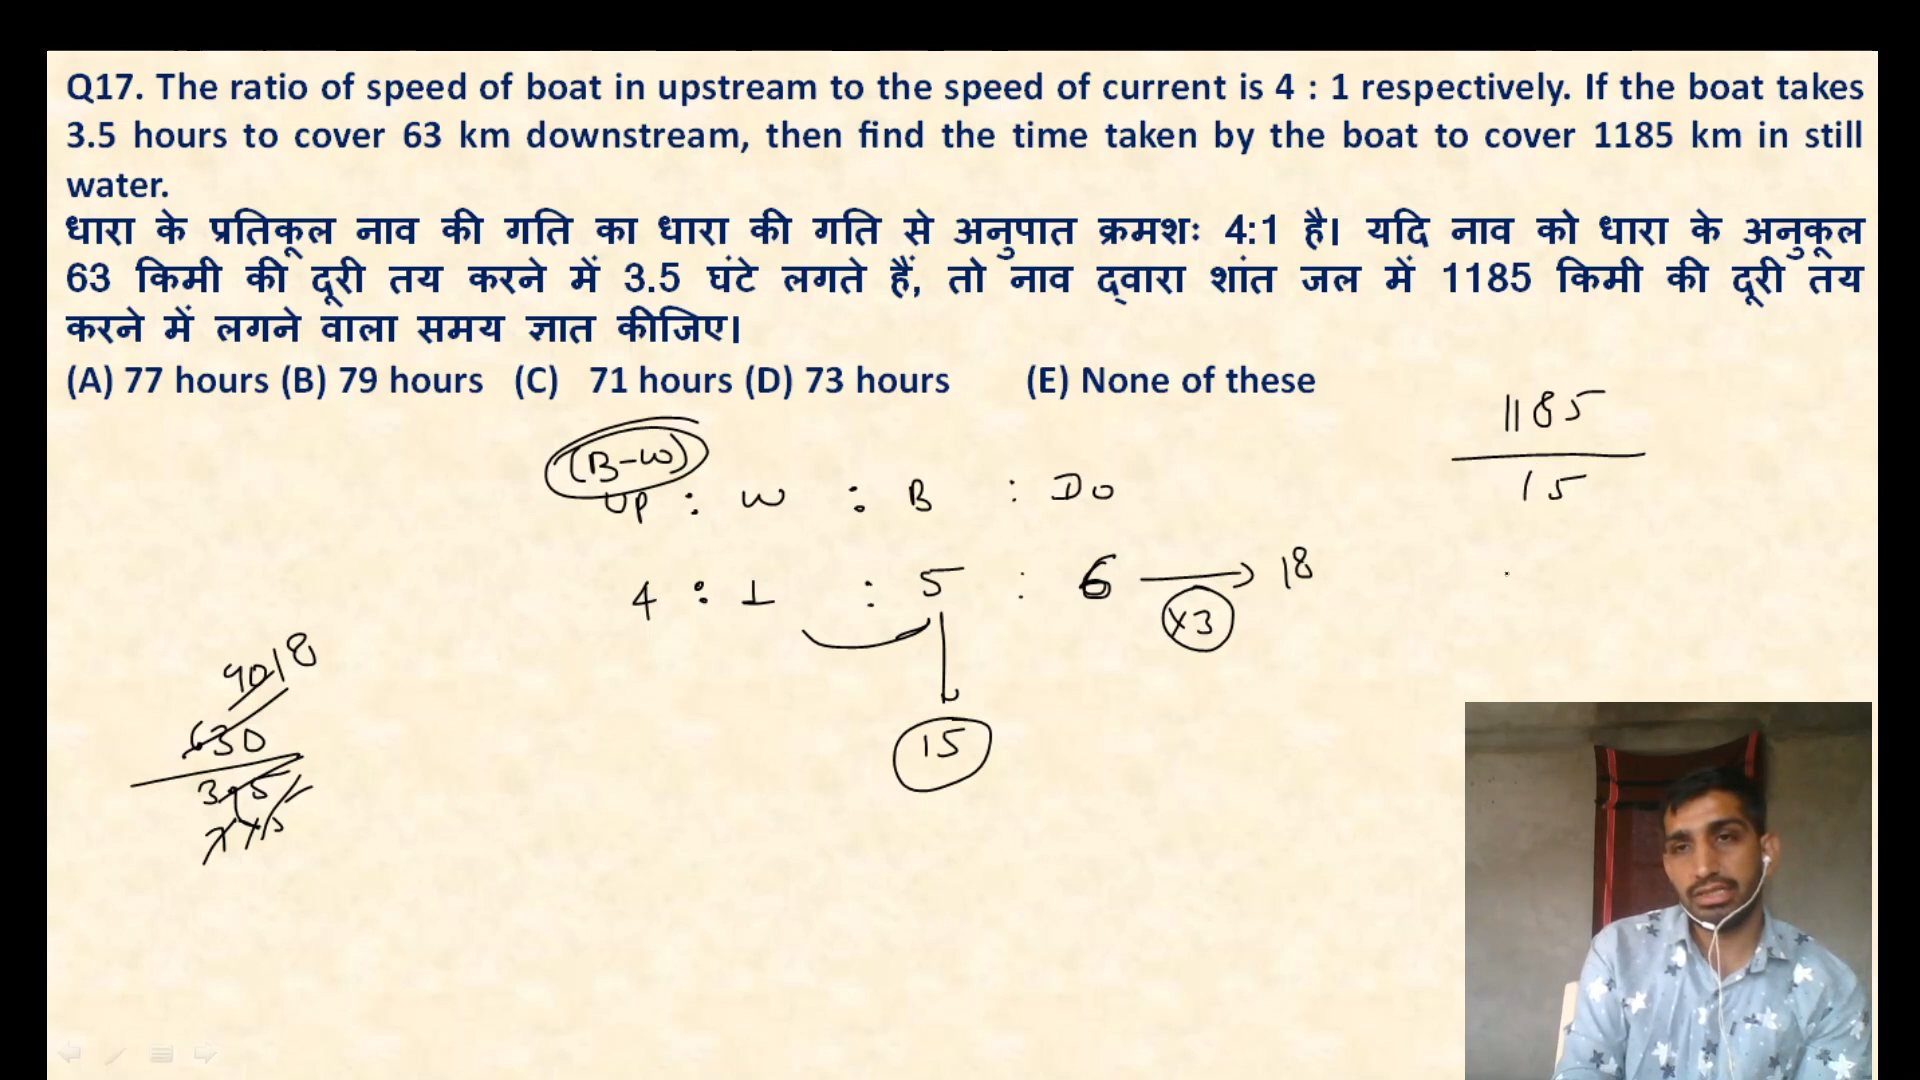 Q17. The ratio of speed of boat in upstream to the speed of current is 4 : 1 respectively. If the boat takes
3.5 hours to cover 63 km downstream, then find the time taken by the boat to cover 1185 km in still
water.
धारा के प्रतिकूल नाव की गति का धारा की गति से अनुपात क्रमशः 4:1 है। यदि नाव को धारा के अनुकूल
63 किमी की दूरी तय करने में 3.5 घंटे लगते हैं, तो नाव द्वारा शांत जल में 1185 किमी की दूरी तय
करने में लगने वाला समय ज्ञात कीजिए।
(A) 77 hours (B) 79 hours (C) 71 hours (D) 73 hours (E) None of these
1185
15
(B-W)
UP : W : B : Do
4 : 1 : 5 : 6 → 18
×3
15
90 18
630
3.5